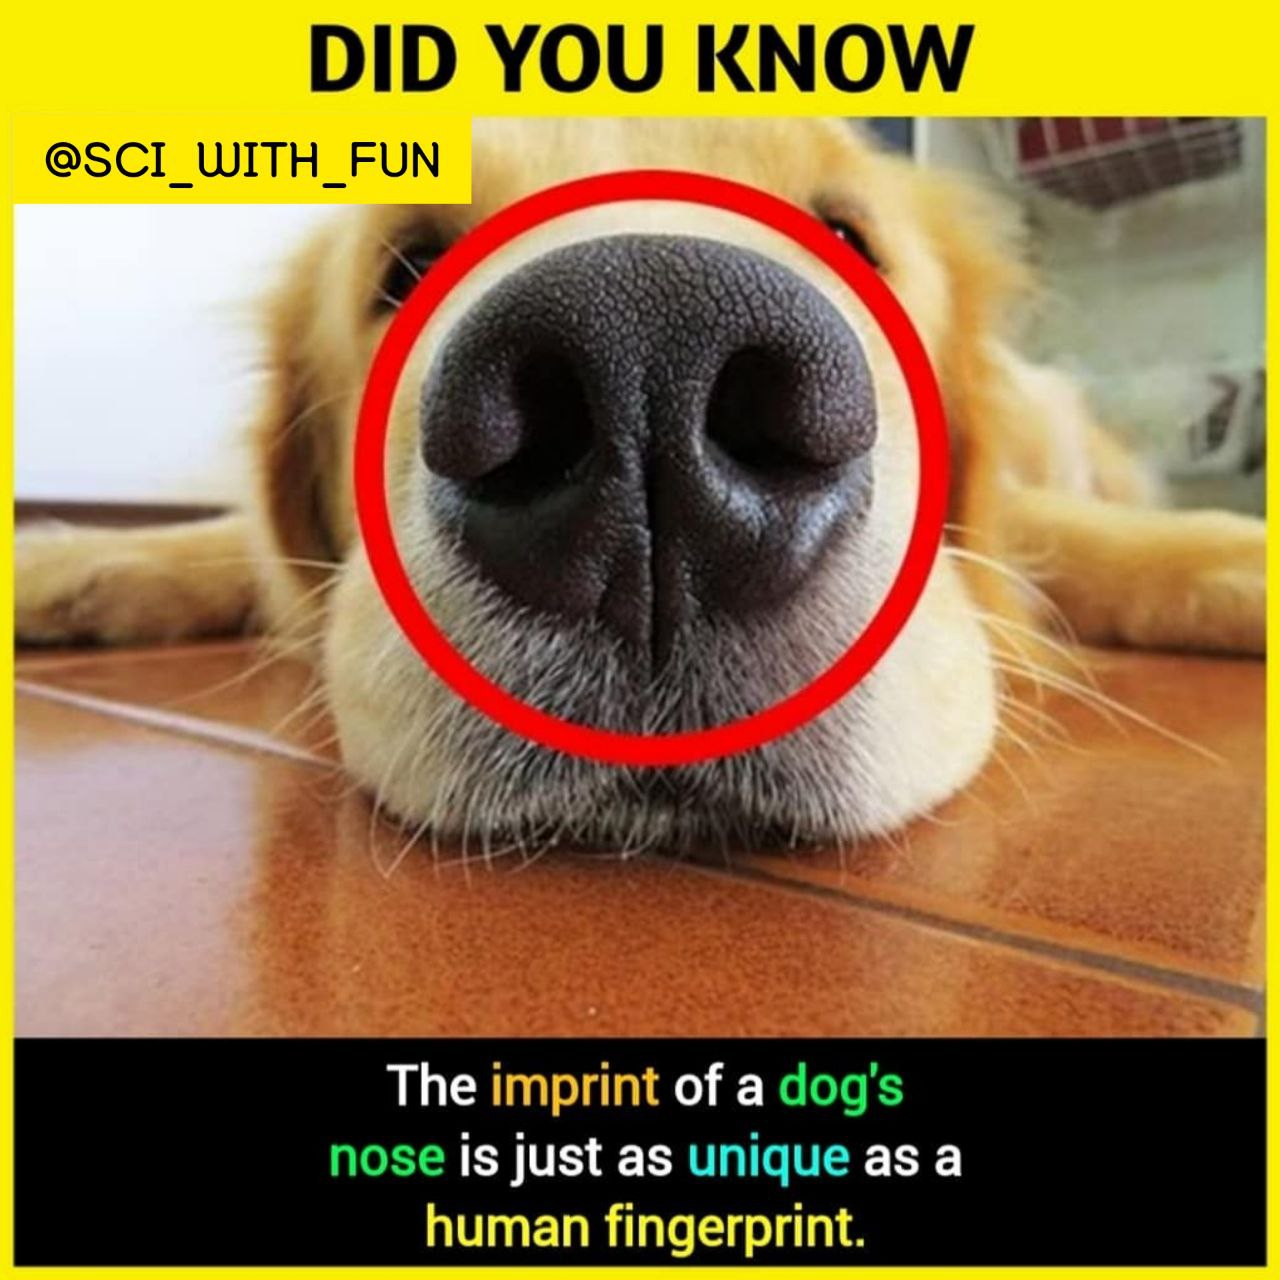 DID YOU KNOW
@SCI_WITH_FUN
The imprint of a dog's
nose is just as unique as a
human fingerprint.